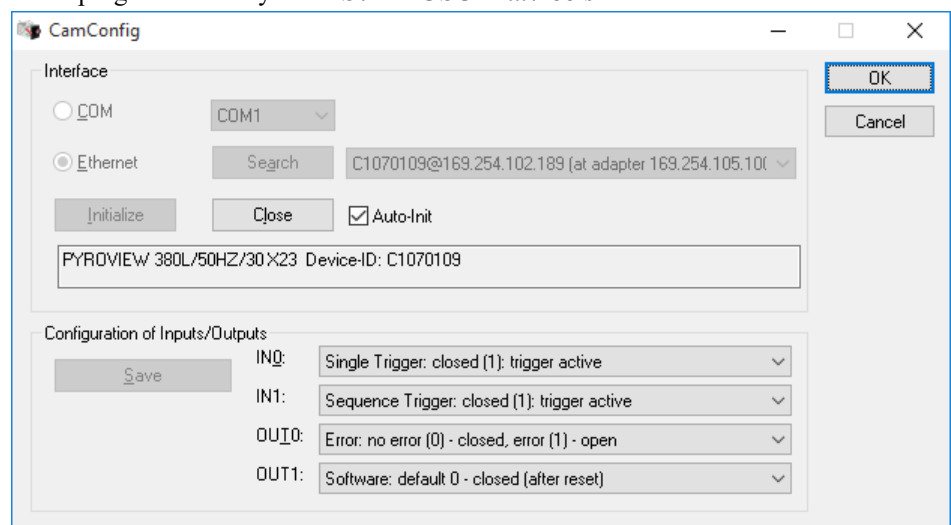 CamConfig
Interface
OK
COM
COM1
Cancel
Ethernet
Search
C1070109@169.254.102.189 (at adapter 169.254.105.10(
Initialize
Close
Auto-Init
PYROVIEW 380L/50HZ/30X23 Device-ID: C1070109
Configuration of Inputs/Outputs
Save
IN0:
Single Trigger: closed (1): trigger active
IN1:
Sequence Trigger: closed (1): trigger active
OUT0:
Error: no error (0) - closed, error (1) - open
OUT1:
Software: default 0 - closed (after reset)